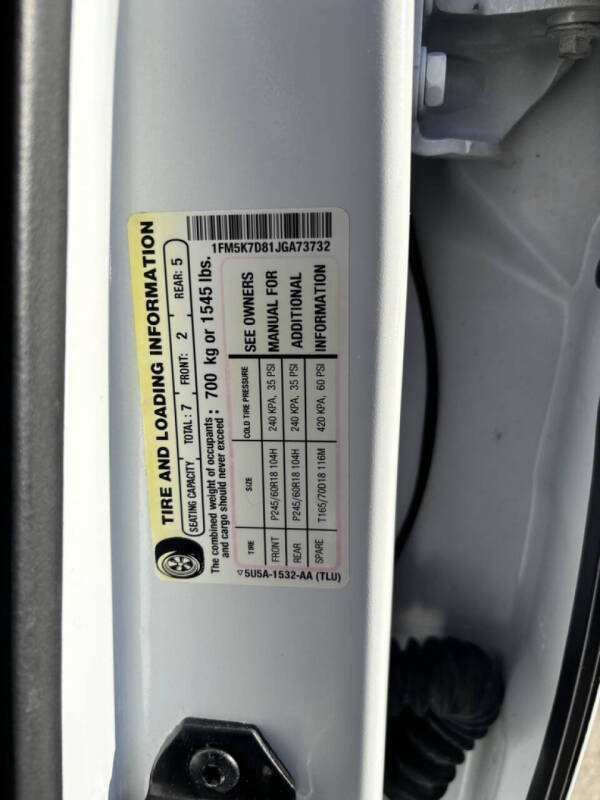 TIRE AND LOADING INFORMATION
SEATING CAPACITY TOTAL : 7 FRONT: 2 REAR: 5
The combined weight of occupants
and cargo should never exceed : 700 kg or 1545 lbs.
1FM5K7D81JGA73732
TIRE SIZE COLD TIRE PRESSURE SEE OWNERS
FRONT P245/60R18 104H 240 KPA, 35 PSI MANUAL FOR
REAR P245/60R18 104H 240 KPA, 35 PSI ADDITIONAL
SPARE T165/70D18 116M 420 KPA, 60 PSI INFORMATION
5U5A-1532-AA (TLU)